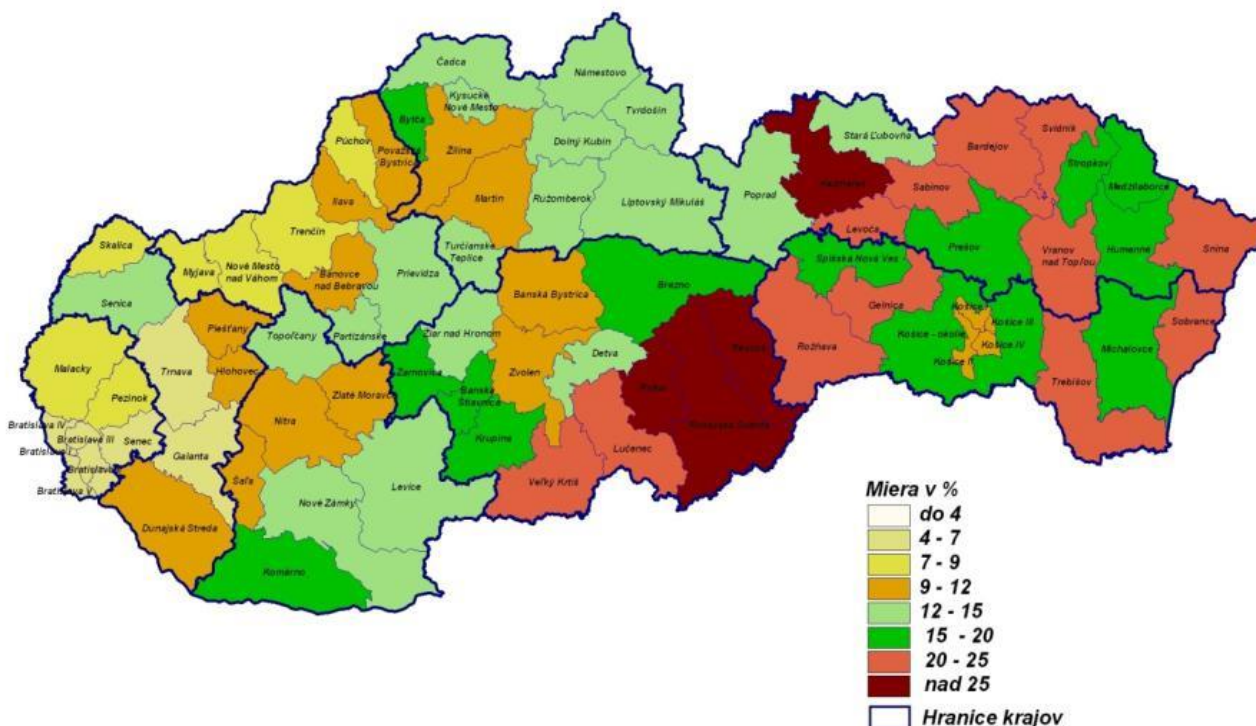 Čadca
Námestovo
Kysucké
Nové Mesto
Tvrdošín
Bytča
Púchov
Považská
Bystrica
Žilina
Dolný Kubín
Stará Ľubovňa
Svidník
Bardejov
Stropkov
Medzilaborce
Kežmarok
Sabinov
Ilava
Martin
Ružomberok
Liptovský Mikuláš
Poprad
Levoča
Prešov
Vranov
nad Topľou
Humenné
Snina
Skalica
Myjava
Nové Mesto
nad Váhom
Trenčín
Turčianske
Teplice
Bánovce
nad Bebravou
Prievidza
Spišská Nová Ves
Senica
Banská Bystrica
Brezno
Gelnica
Piešťany
Topoľčany
Partizánske
Žiar nad Hronom
Košice I
Košice III
Košice - okolie
Košice IV
Košice II
Michalovce
Sobrance
Malacky
Trnava
Hlohovec
Detva
Revúca
Rožňava
Zvolen
Poltár
Trebišov
Pezinok
Zlaté Moravce
Žarnovica
Banská
Štiavnica
Nitra
Rimavská Sobota
Bratislava IV
Bratislava III
Senec
Bratislava
Bratislava V
Galanta
Krupina
Lučenec
Šaľa
Veľký Krtíš
Levice
Nové Zámky
Dunajská Streda
Komárno
Miera v %
do 4
4 - 7
7 - 9
9 - 12
12 - 15
15 - 20
20 - 25
nad 25
Hranice krajov